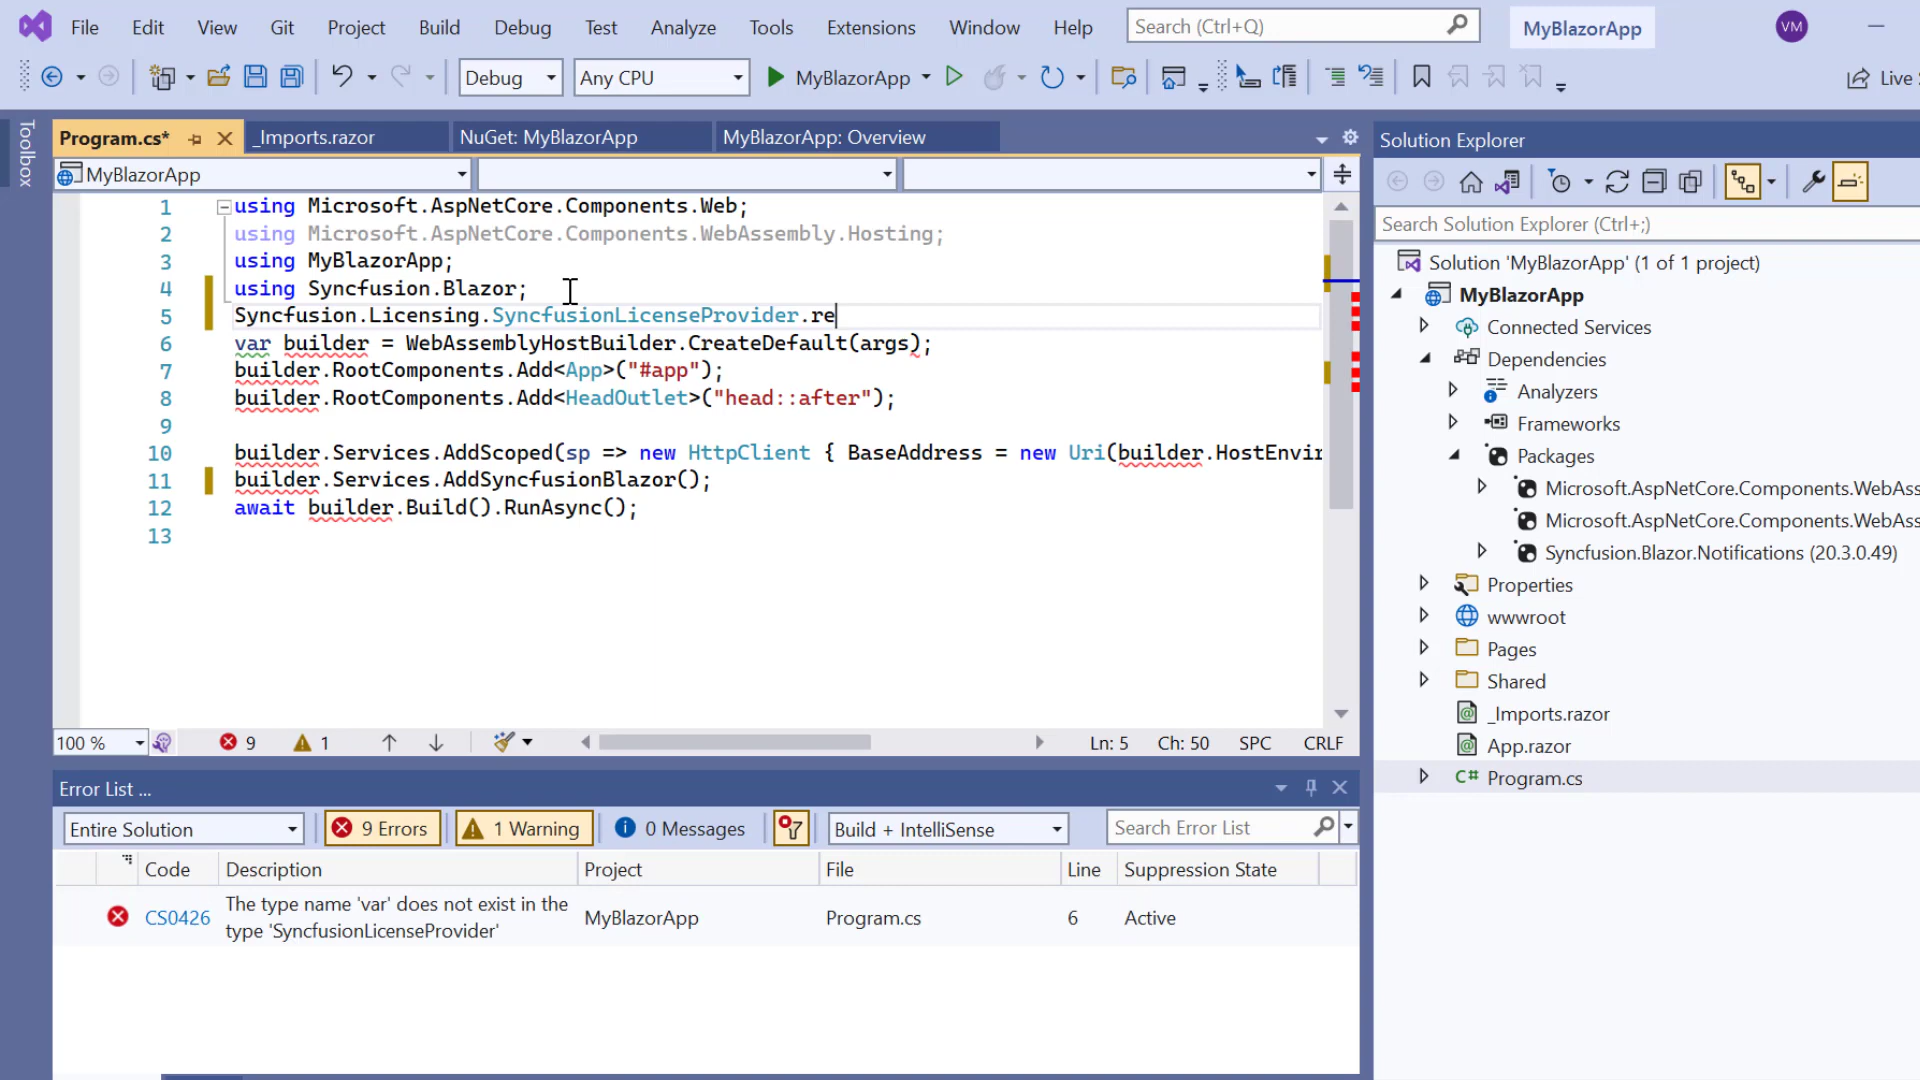 File Edit View Git Project Build Debug Test Analyze Tools Extensions Window Help Search (Ctrl+Q) MyBlazorApp VM
Debug Any CPU MyBlazorApp Live
Toolbox
Program.cs* _Imports.razor NuGet: MyBlazorApp MyBlazorApp: Overview
MyBlazorApp
1 using Microsoft.AspNetCore.Components.Web;
2 using Microsoft.AspNetCore.Components.WebAssembly.Hosting;
3 using MyBlazorApp;
4 using Syncfusion.Blazor;
5 Syncfusion.Licensing.SyncfusionLicenseProvider.re
6 var builder = WebAssemblyHostBuilder.CreateDefault(args);
7 builder.RootComponents.Add<App>("#app");
8 builder.RootComponents.Add<HeadOutlet>("head::after");
9
10 builder.Services.AddScoped(sp => new HttpClient { BaseAddress = new Uri(builder.HostEnvir
11 builder.Services.AddSyncfusionBlazor();
12 await builder.Build().RunAsync();
13
100 % 9 1 Ln: 5 Ch: 50 SPC CRLF
Error List ...
Entire Solution 9 Errors 1 Warning 0 Messages Build + IntelliSense Search Error List
Code Description Project File Line Suppression State
CS0426 The type name 'var' does not exist in the MyBlazorApp Program.cs 6 Active
type 'SyncfusionLicenseProvider'
Solution Explorer
Search Solution Explorer (Ctrl+;)
Solution 'MyBlazorApp' (1 of 1 project)
MyBlazorApp
Connected Services
Dependencies
Analyzers
Frameworks
Packages
Microsoft.AspNetCore.Components.WebAss
Microsoft.AspNetCore.Components.WebAss
Syncfusion.Blazor.Notifications (20.3.0.49)
Properties
wwwroot
Pages
Shared
_Imports.razor
App.razor
C# Program.cs